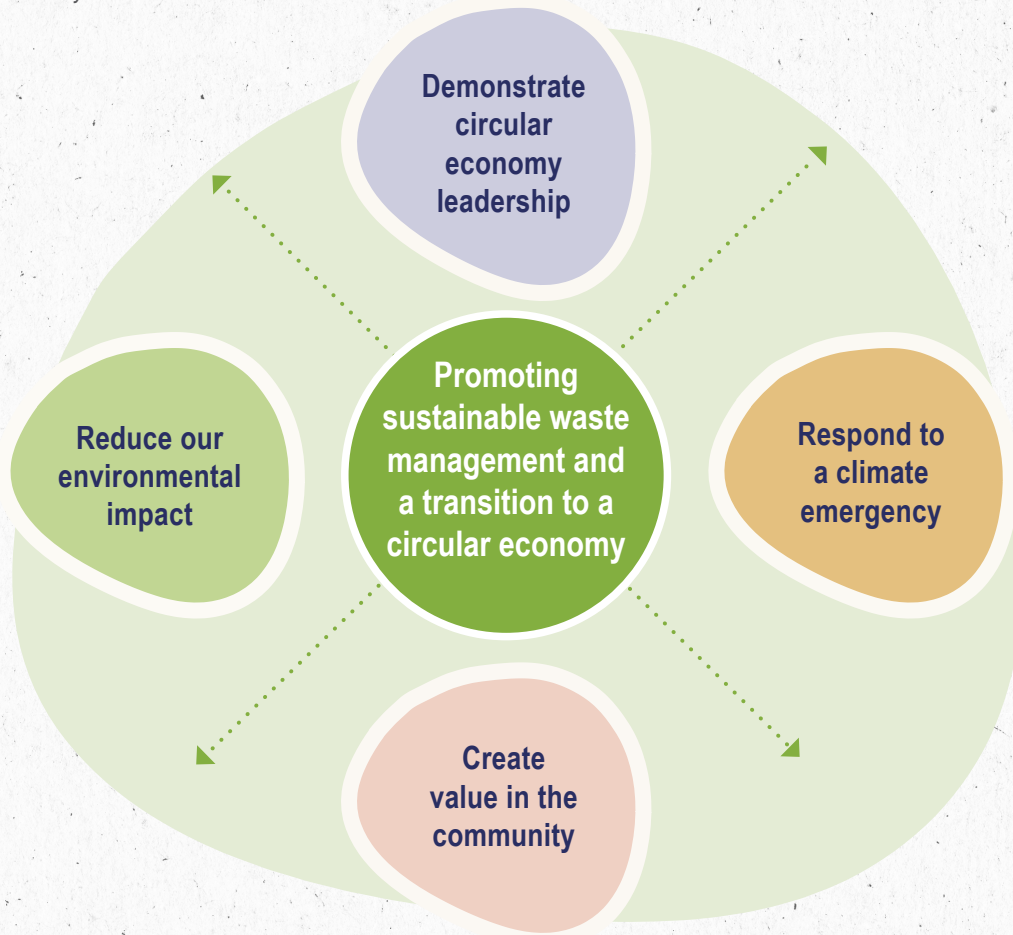 Demonstrate
circular
economy
leadership
Reduce our
environmental
impact
Promoting
sustainable waste
management and
a transition to a
circular economy
Respond to
a climate
emergency
Create
value in the
community